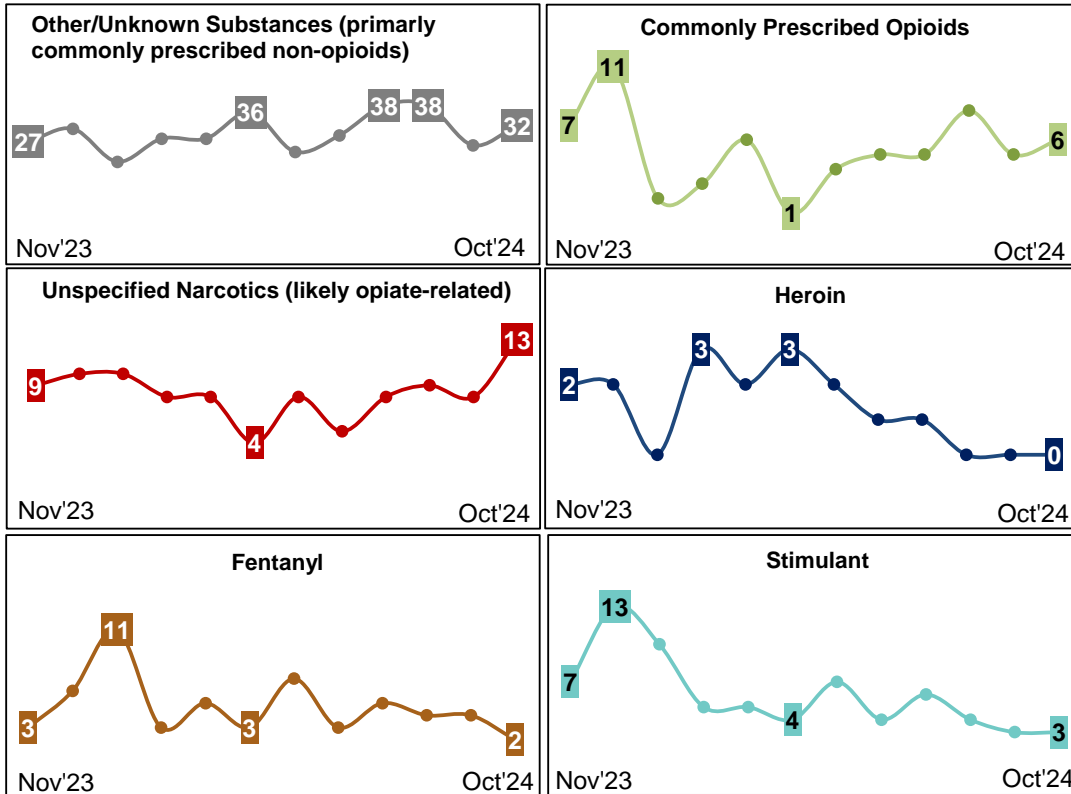 Other/Unknown Substances (primarly
commonly prescribed non-opioids)
27
36
38
38
32
Nov'23
Oct'24
Commonly Prescribed Opioids
7
11
1
6
Nov'23
Oct'24
Unspecified Narcotics (likely opiate-related)
9
4
13
Nov'23
Oct'24
Heroin
2
3
3
0
Nov'23
Oct'24
Fentanyl
3
11
3
2
Nov'23
Oct'24
Stimulant
7
13
4
3
Nov'23
Oct'24